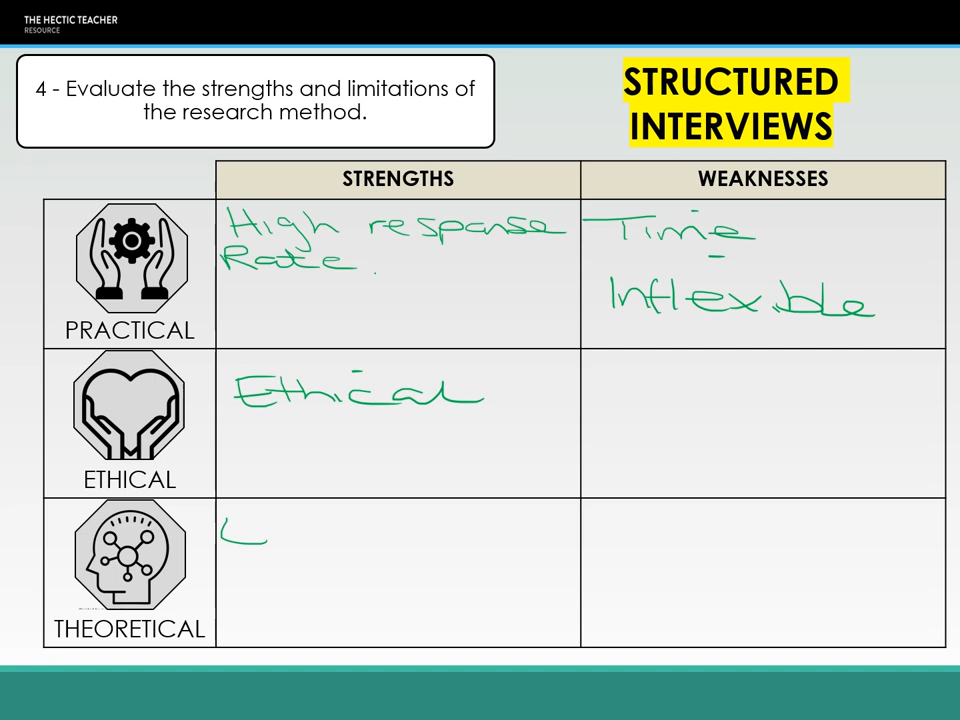 THE HECTIC TEACHER
RESOURCE
4 - Evaluate the strengths and limitations of
the research method.
STRUCTURED
INTERVIEWS
STRENGTHS WEAKNESSES
High response
Rate.
Time
Inflexible
PRACTICAL
Ethical
ETHICAL
THEORETICAL